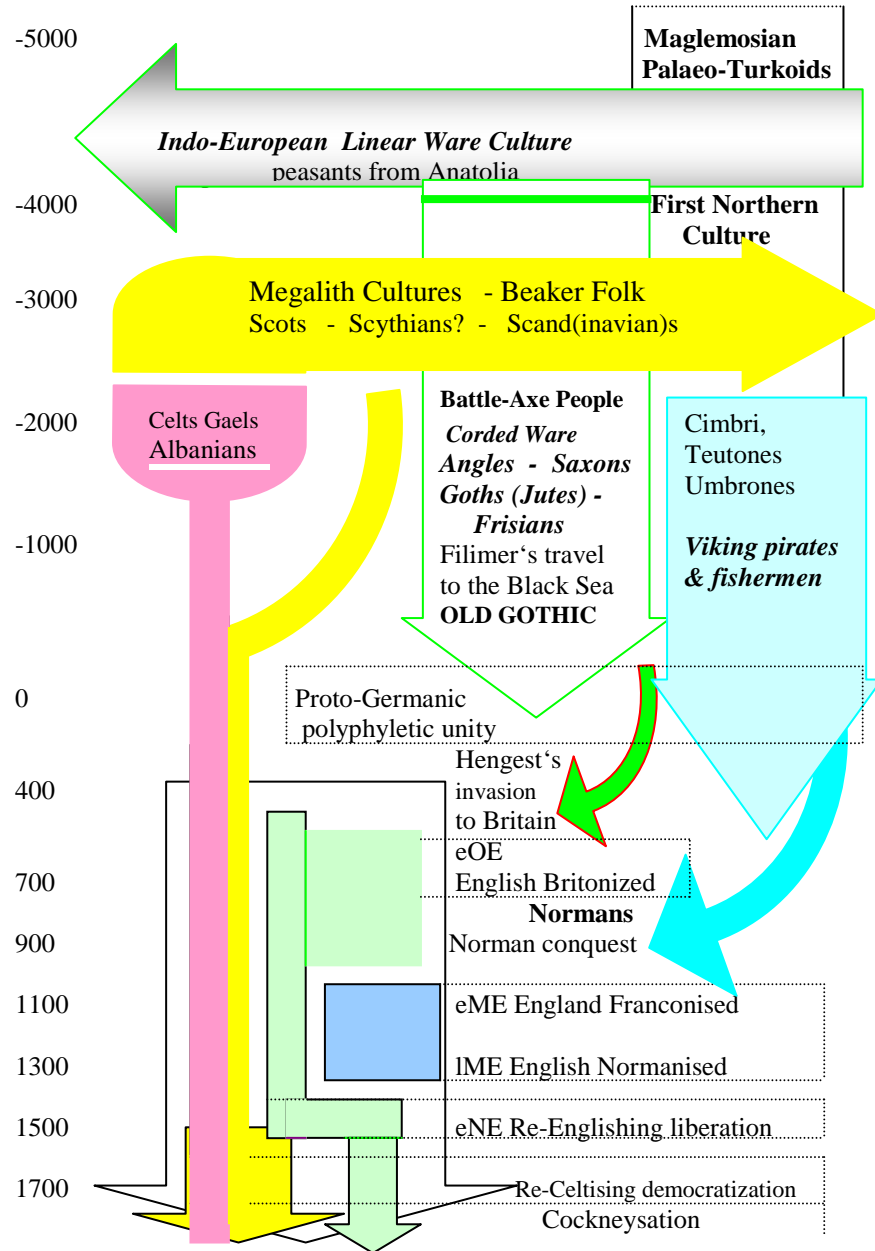 -5000
Maglemosian
Palaeo-Turkoids
Indo-European Linear Ware Culture
peasants from Anatolia
-4000
First Northern
Culture
-3000
Megalith Cultures - Beaker Folk
Scots - Scythians? - Scand(inavian)s
-2000
Celts Gaels
Albanians
Battle-Axe People
Corded Ware
Angles - Saxons
Goths (Jutes) -
Frisians
Filimer‘s travel
to the Black Sea
OLD GOTHIC
Cimbri,
Teutones
Umbrones
Viking pirates
& fishermen
-1000
0
Proto-Germanic
polyphyletic unity
400
Hengest‘s
invasion
to Britain
eOE
700
English Britonized
Normans
900
Norman conquest
1100
eME England Franconised
1300
lME English Normanised
1500
eNE Re-Englishing liberation
1700
Re-Celtising democratization
Cockneysation